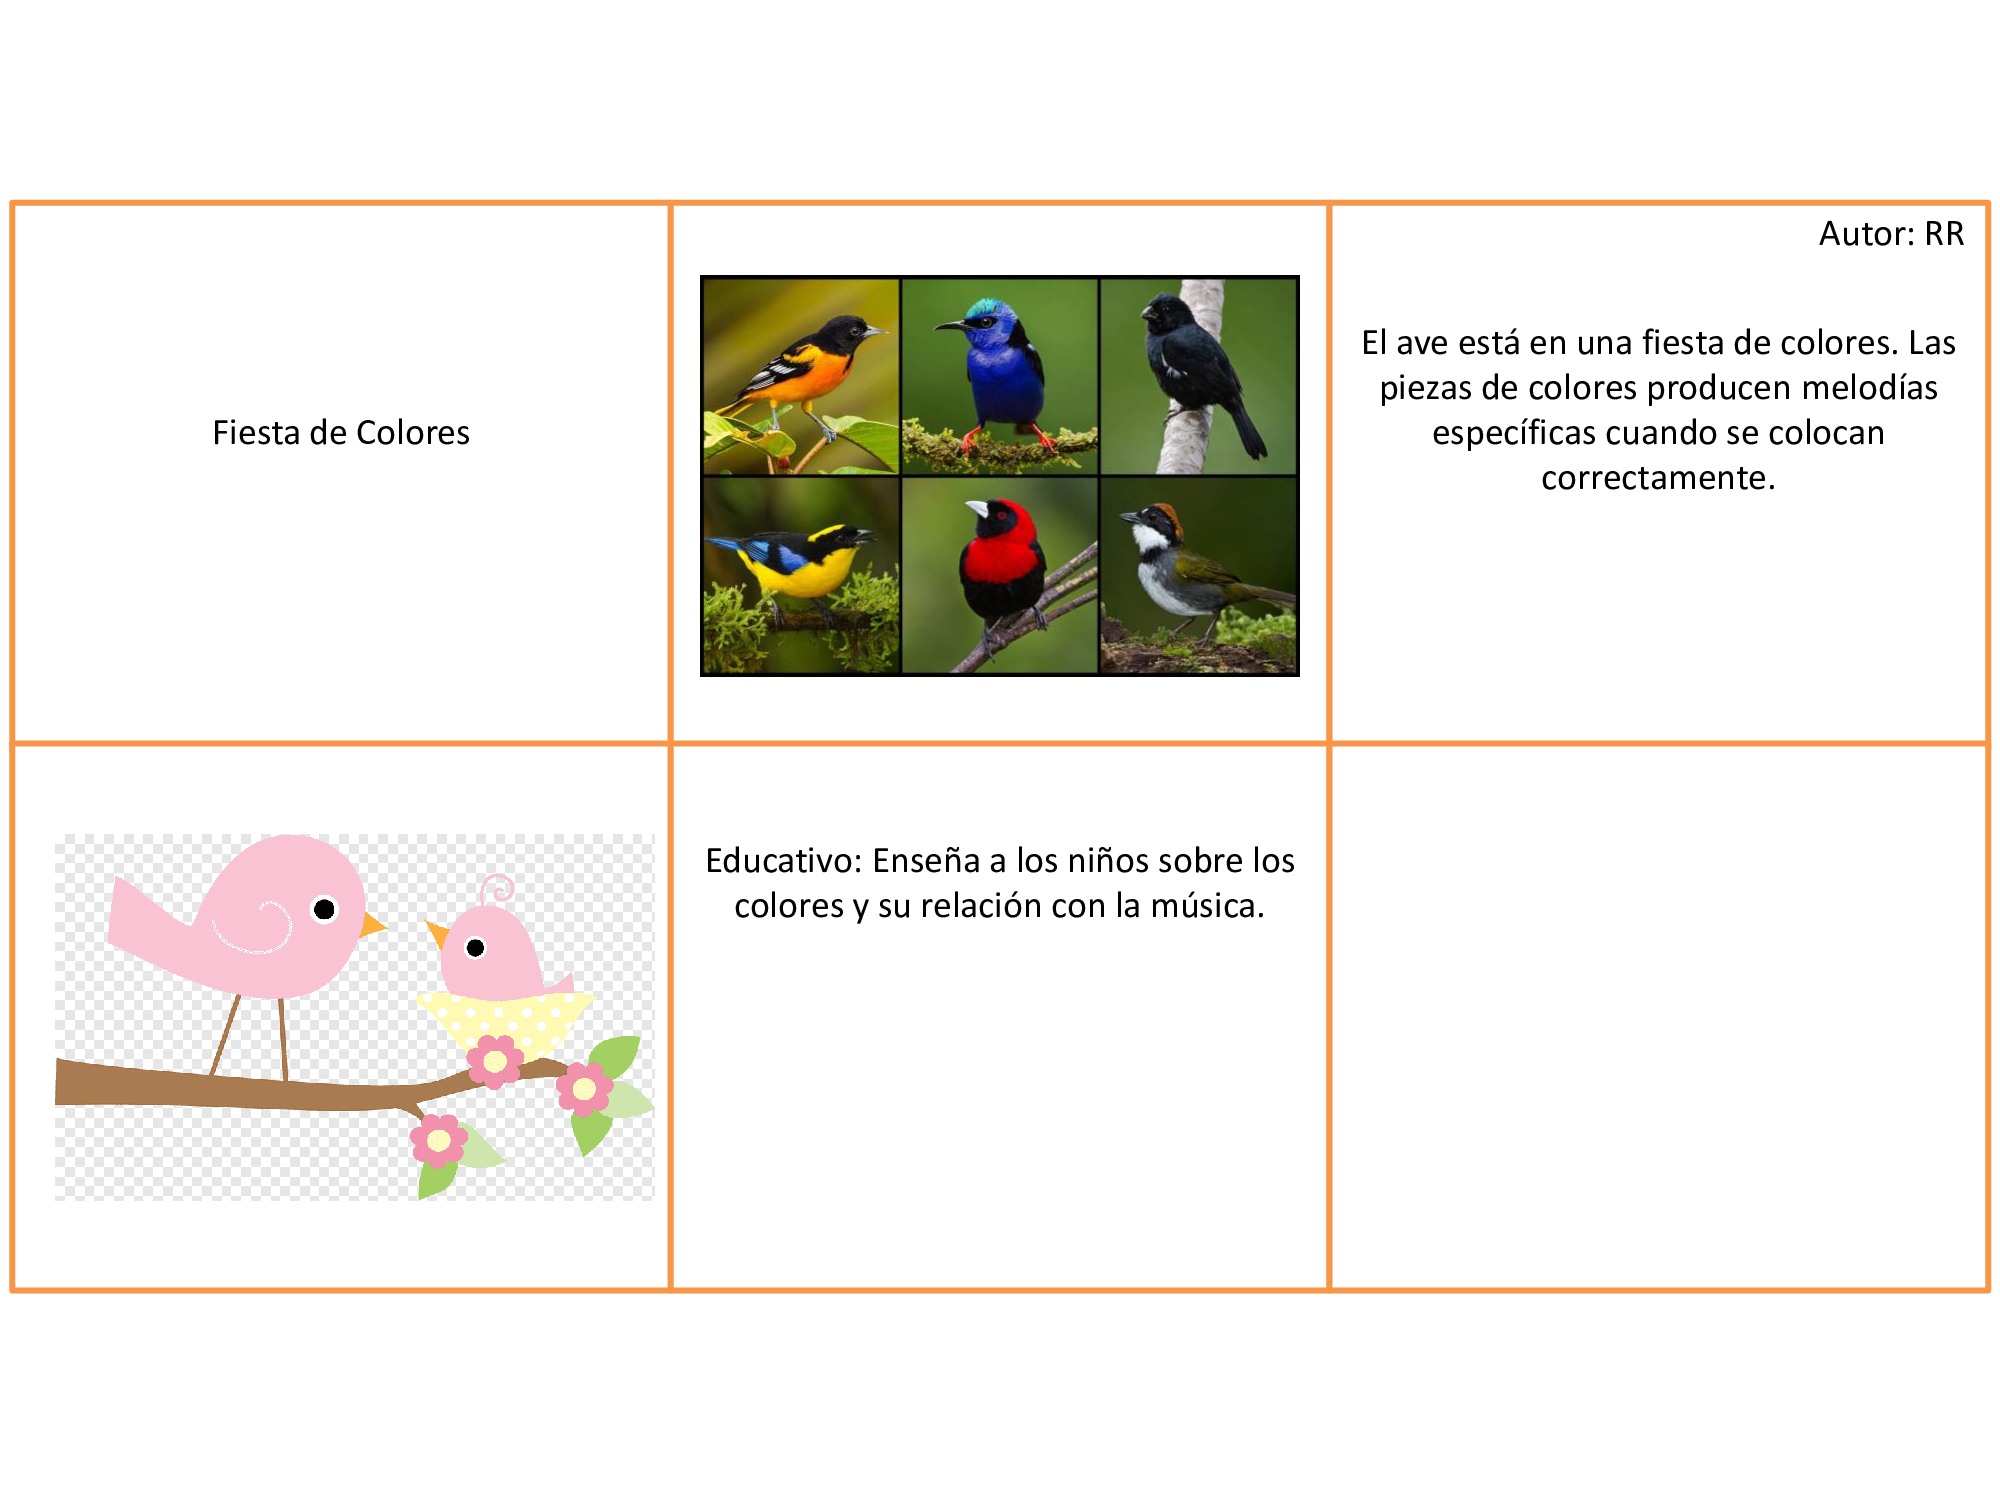 Fiesta de Colores
Autor: RR
El ave está en una fiesta de colores. Las
piezas de colores producen melodías
específicas cuando se colocan
correctamente.
Educativo: Enseña a los niños sobre los
colores y su relación con la música.